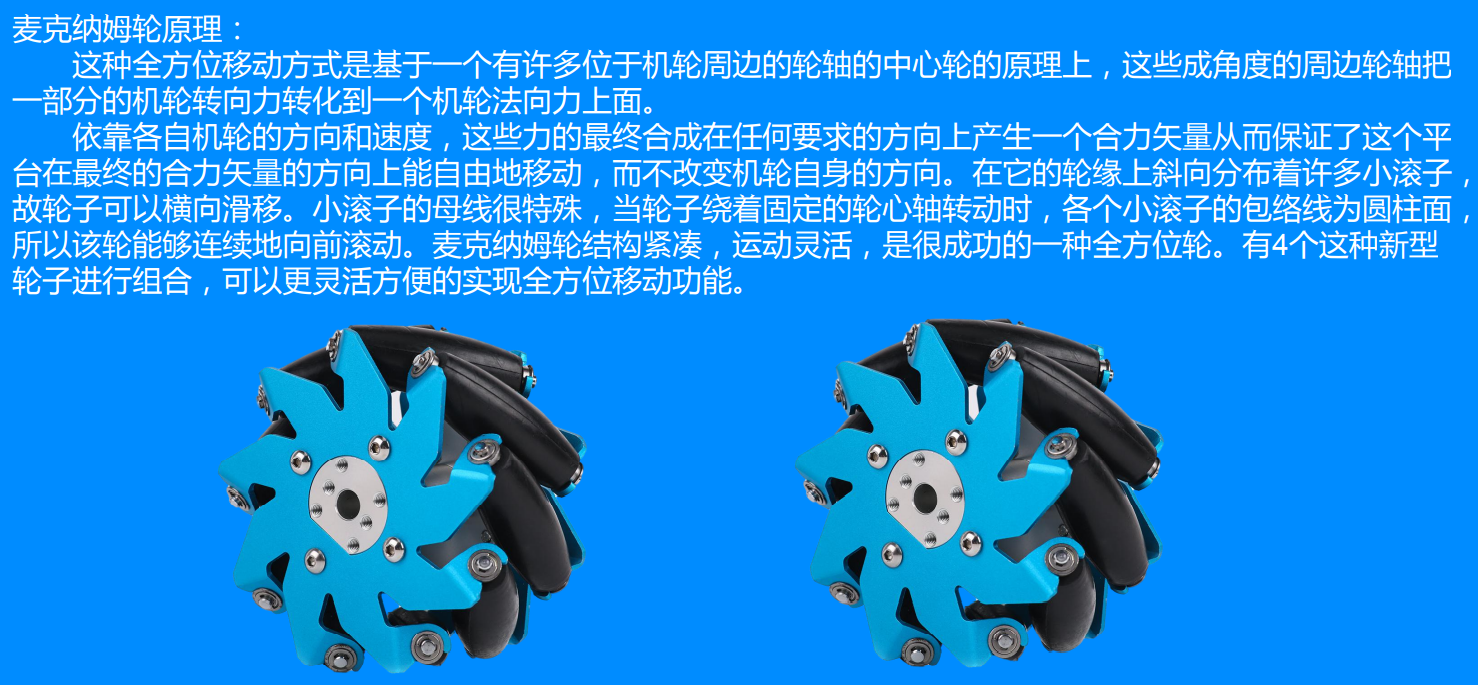 麦克纳姆轮原理：
这种全方位移动方式是基于一个有许多位于机轮周边的轮轴的中心轮的原理上，这些成角度的周边轮轴把
一部分的机轮转向力转化到一个机轮法向力上面。
依靠各自机轮的方向和速度，这些力的最终合成在任何要求的方向上产生一个合力矢量从而保证了这个平
台在最终的合力矢量的方向上能自由地移动，而不改变机轮自身的方向。在它的轮缘上斜向分布着许多小滚子，
故轮子可以横向滑移。小滚子的母线很特殊，当轮子绕着固定的轮心轴转动时，各个小滚子的包络线为圆柱面，
所以该轮能够连续地向前滚动。麦克纳姆轮结构紧凑，运动灵活，是很成功的一种全方位轮。有4个这种新型
轮子进行组合，可以更灵活方便的实现全方位移动功能。